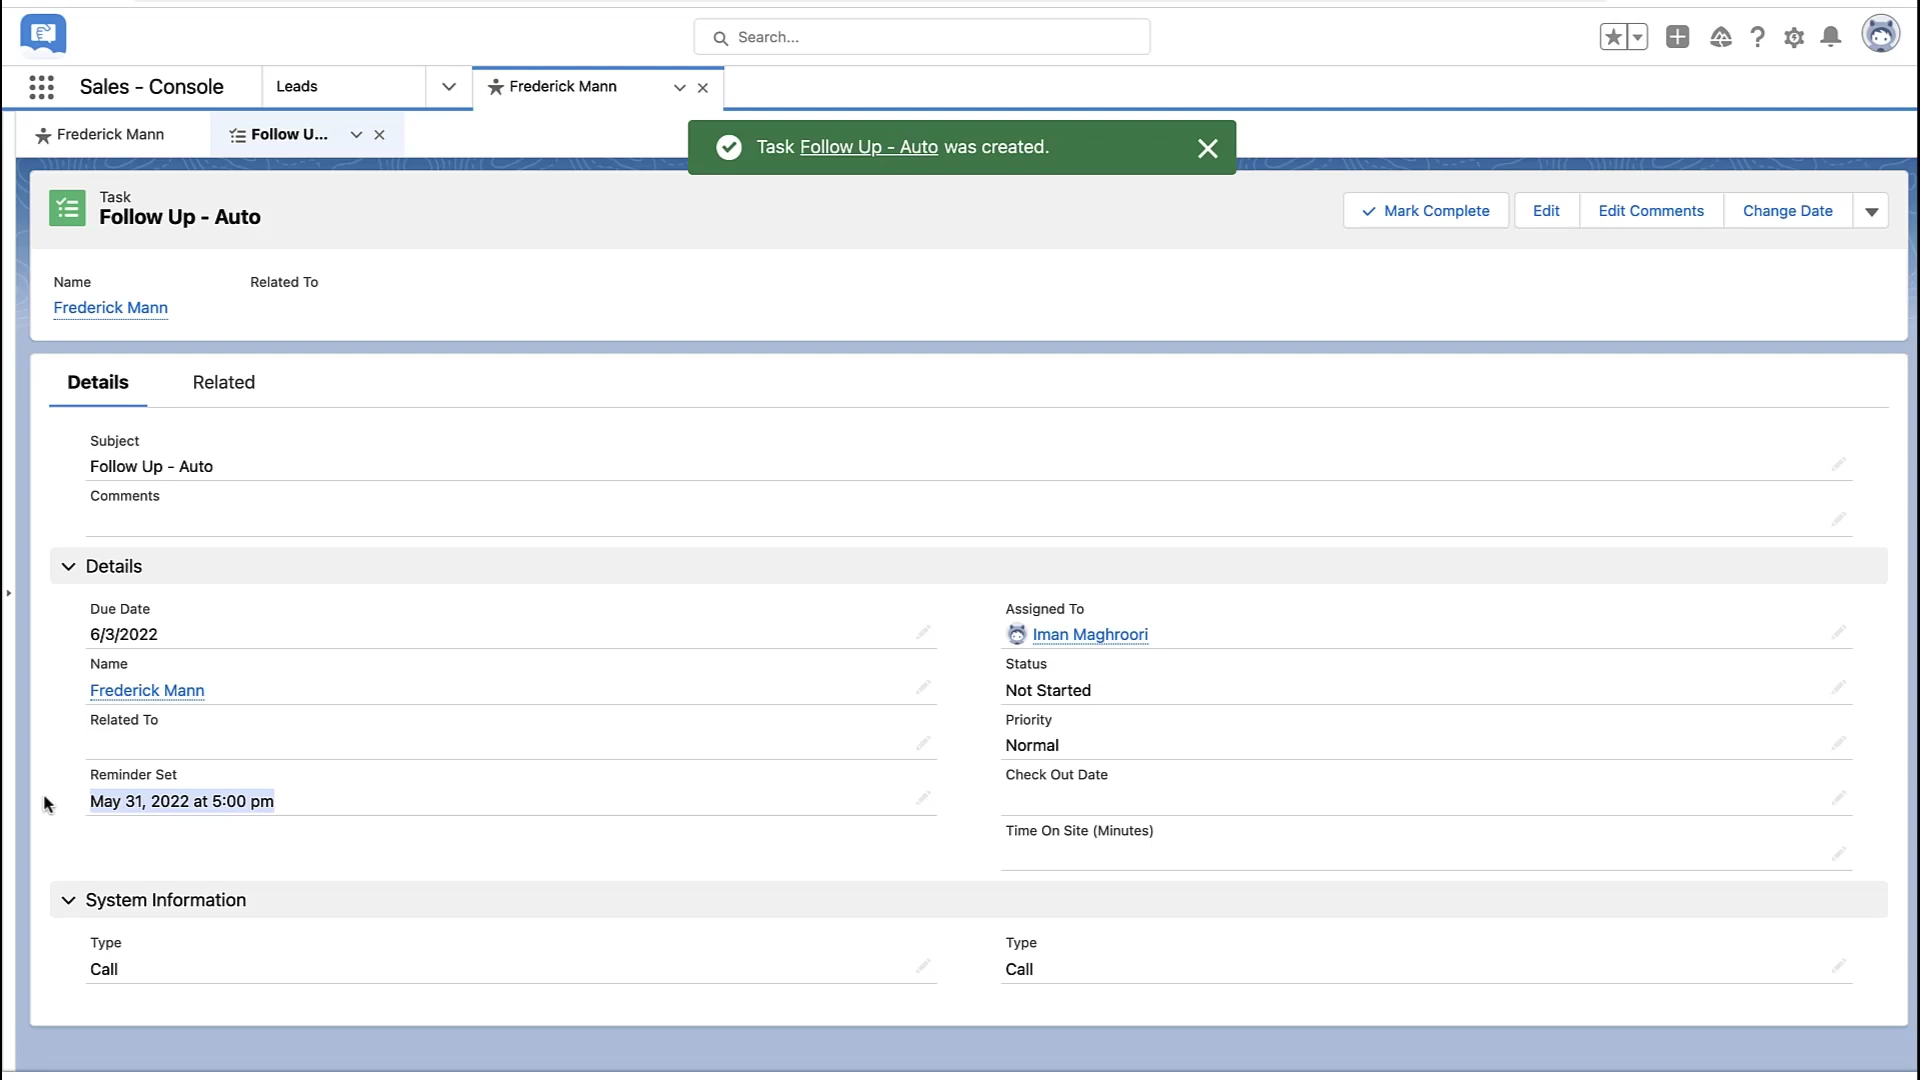 Search...
Sales - Console
Leads
Frederick Mann
Frederick Mann
Follow U...
Task Follow Up - Auto was created.
Task
Follow Up - Auto
Mark Complete
Edit
Edit Comments
Change Date
Name
Related To
Frederick Mann
Details
Related
Subject
Follow Up - Auto
Comments
Details
Due Date
6/3/2022
Assigned To
Iman Maghroori
Name
Frederick Mann
Status
Not Started
Related To
Priority
Normal
Reminder Set
May 31, 2022 at 5:00 pm
Check Out Date
Time On Site (Minutes)
System Information
Type
Call
Type
Call